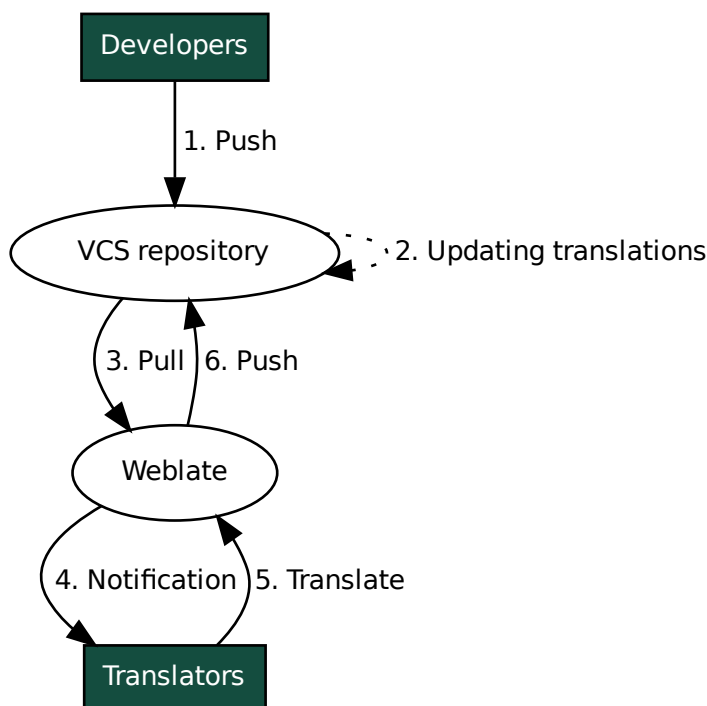 Developers
1. Push
VCS repository
2. Updating translations
3. Pull
6. Push
Weblate
4. Notification
5. Translate
Translators